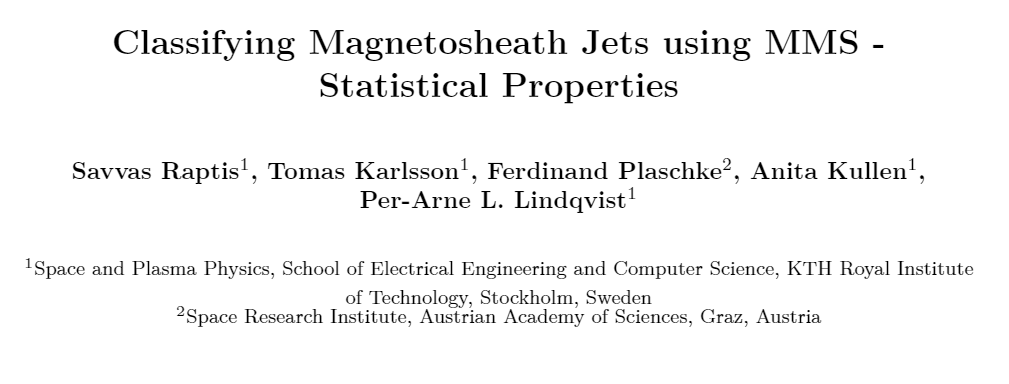 Classifying Magnetosheath Jets using MMS -
Statistical Properties
Savvas Raptis¹, Tomas Karlsson¹, Ferdinand Plaschke², Anita Kullen¹,
Per-Arne L. Lindqvist¹
¹Space and Plasma Physics, School of Electrical Engineering and Computer Science, KTH Royal Institute
of Technology, Stockholm, Sweden
²Space Research Institute, Austrian Academy of Sciences, Graz, Austria